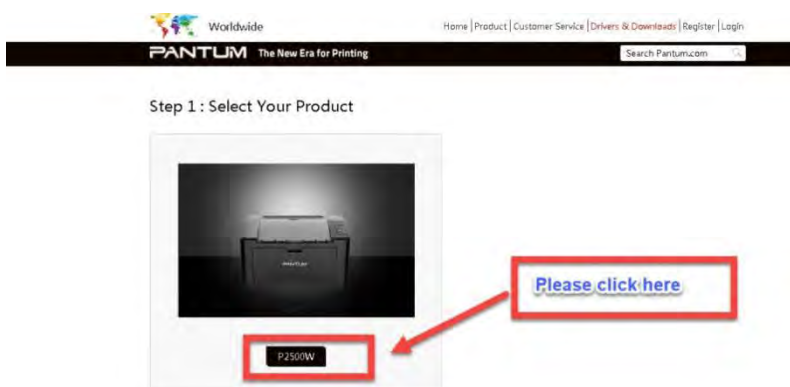 Worldwide
Home | Product | Customer Service | Drivers & Downloads | Register | Login
PANTUM The New Era for Printing
Search Pantum.com
Step 1 : Select Your Product
PANTUM
Please click here
P2500W